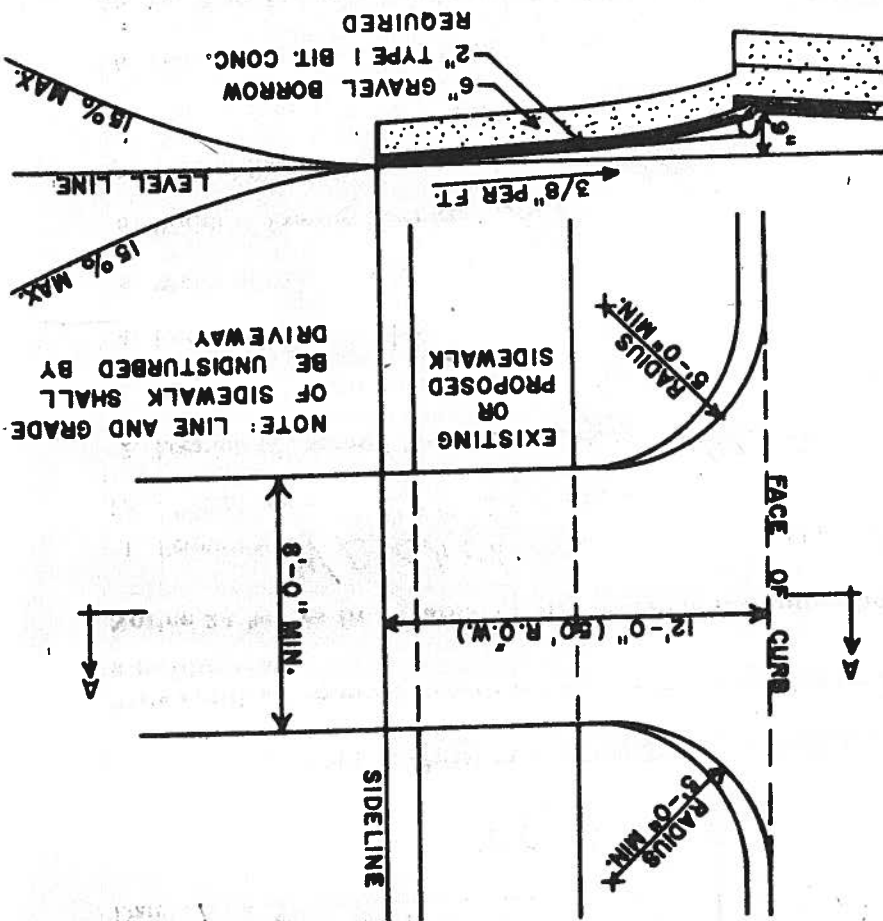 RADIUS
5'-0" MIN.
SIDELINE
A
A
12'-0" (50' R.O.W.)
8'-0" MIN.
FACE OF CURB
EXISTING
OR
PROPOSED
SIDEWALK
NOTE: LINE AND GRADE
OF SIDEWALK SHALL
BE UNDISTURBED BY
DRIVEWAY
RADIUS
5'-0" MIN.
15% MAX.
3/8" PER FT.
LEVEL LINE
6"
15% MAX.
6" GRAVEL BORROW
2" TYPE I BIT. CONC.
REQUIRED